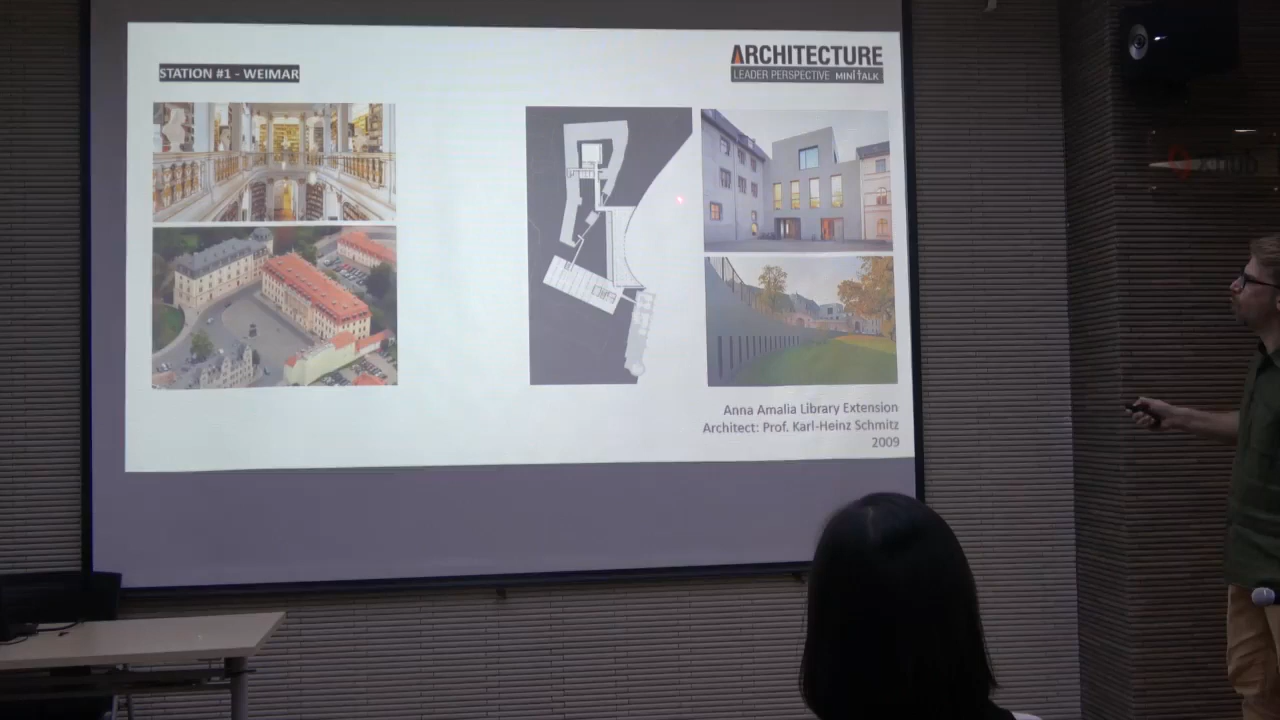 STATION #1 - WEIMAR
ARCHITECTURE
LEADER PERSPECTIVE MINI TALK
Anna Amalia Library Extension
Architect: Prof. Karl-Heinz Schmitz
2009